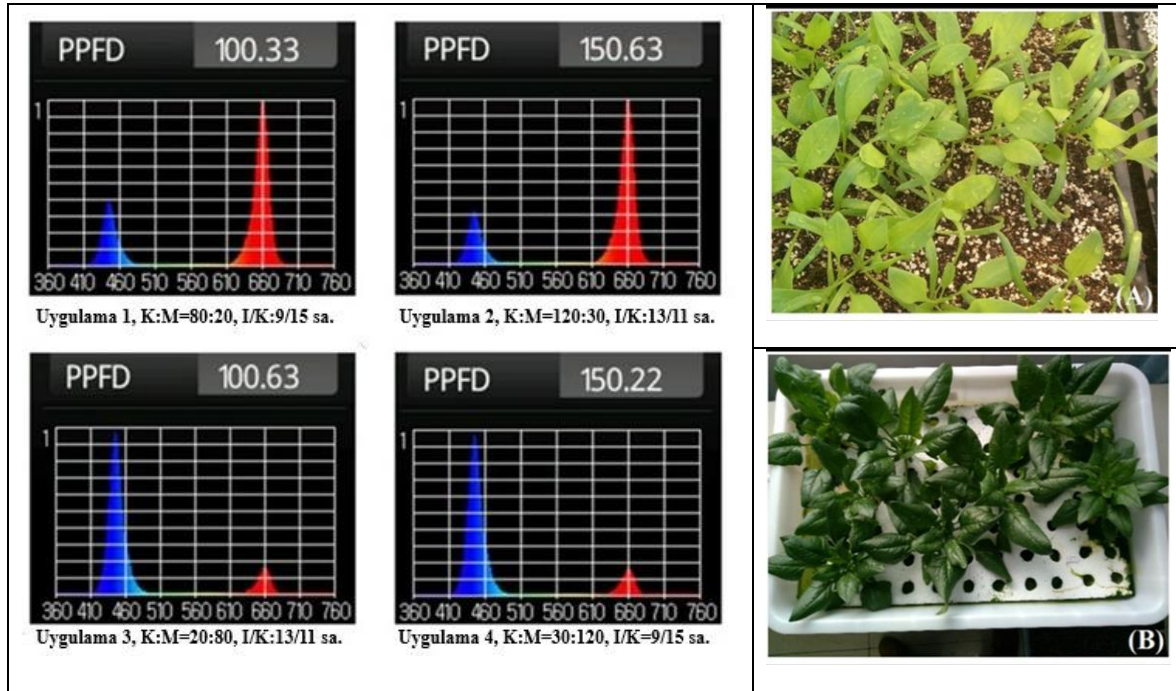 PPFD 100.33
1
360 410 460 510 560 610 660 710 760
Uygulama 1, K:M=80:20, I/K:9/15 sa.
PPFD 150.63
1
360 410 460 510 560 610 660 710 760
Uygulama 2, K:M=120:30, I/K:13/11 sa.
PPFD 100.63
1
360 410 460 510 560 610 660 710 760
Uygulama 3, K:M=20:80, I/K:13/11 sa.
PPFD 150.22
1
360 410 460 510 560 610 660 710 760
Uygulama 4, K:M=30:120, I/K=9/15 sa.
(A)
(B)